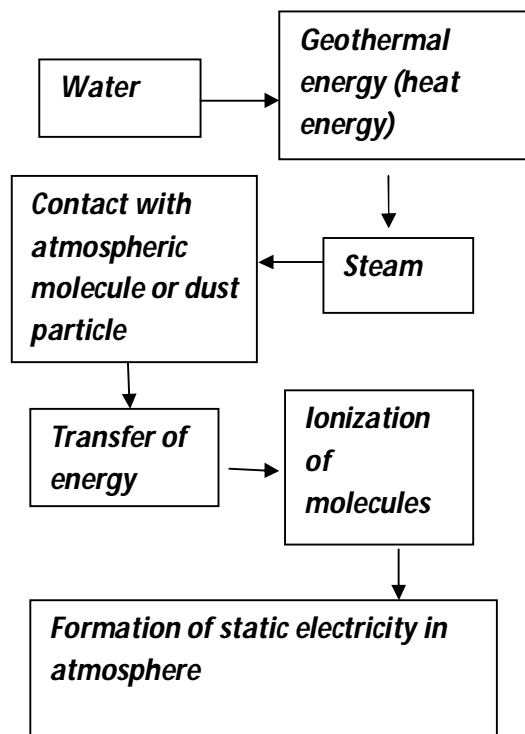 Water
Geothermal
energy (heat
energy)
Steam
Contact with
atmospheric
molecule or dust
particle
Transfer of
energy
Ionization
of
molecules
Formation of static electricity in
atmosphere